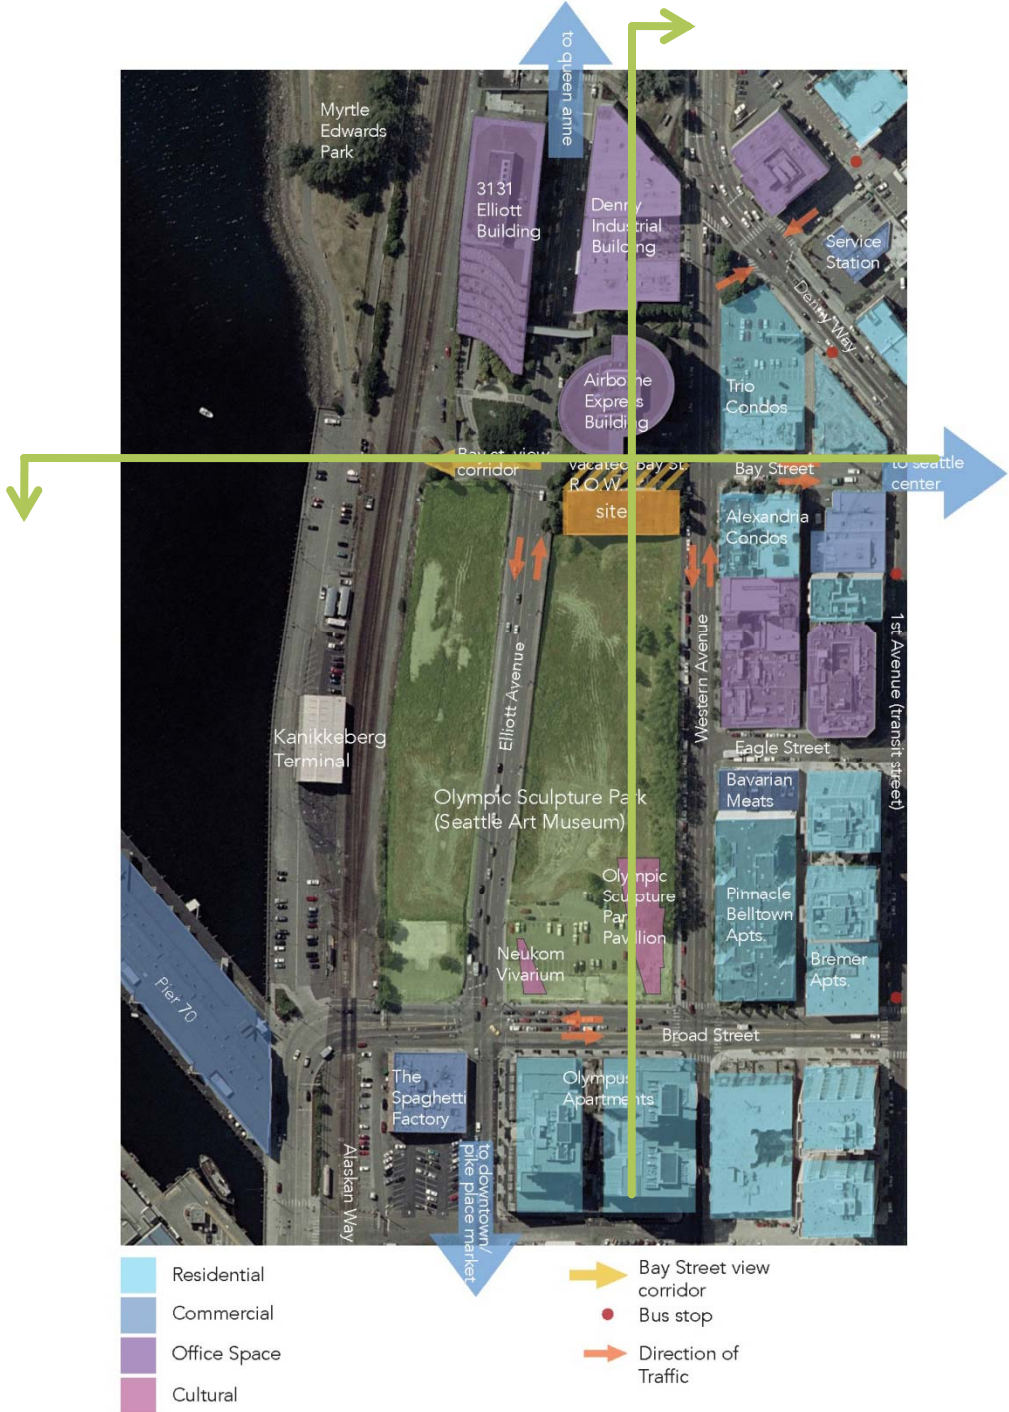 to queen anne
Myrtle
Edwards
Park
3131
Elliott
Building
Denny
Industrial
Building
Service
Station
Denny Way
Airborne
Express
Building
Trio
Condos
Bay st. view
corridor
vacated Bay St.
R.O.W.
site
Bay Street
to seattle
center
Alexandria
Condos
Elliott Avenue
Western Avenue
1st Avenue (transit street)
Kanikkeberg
Terminal
Eagle Street
Bavarian
Meats
Olympic Sculpture Park
(Seattle Art Museum)
Olympic
Sculpture
Park
Pavillion
Neukom
Vivarium
Pinnacle
Belltown
Apts.
Bremer
Apts.
Pier 70
Broad Street
The
Spaghetti
Factory
Olympus
Apartments
Alaskan Way
to downtown/
pike place market
Residential
Commercial
Office Space
Cultural
Bay Street view
corridor
Bus stop
Direction of
Traffic